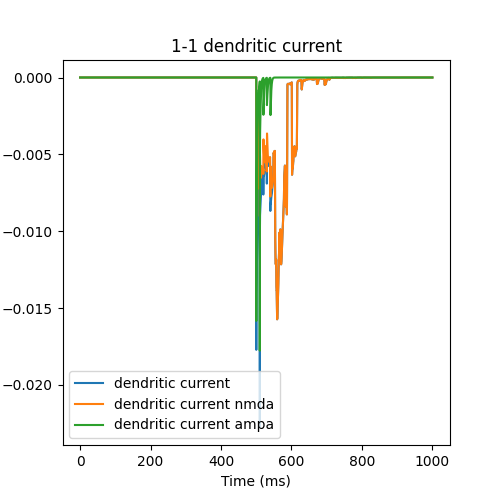 1-1 dendritic current
0.000
−0.005
−0.010
−0.015
−0.020
dendritic current
dendritic current nmda
dendritic current ampa
0 200 400 600 800 1000
Time (ms)